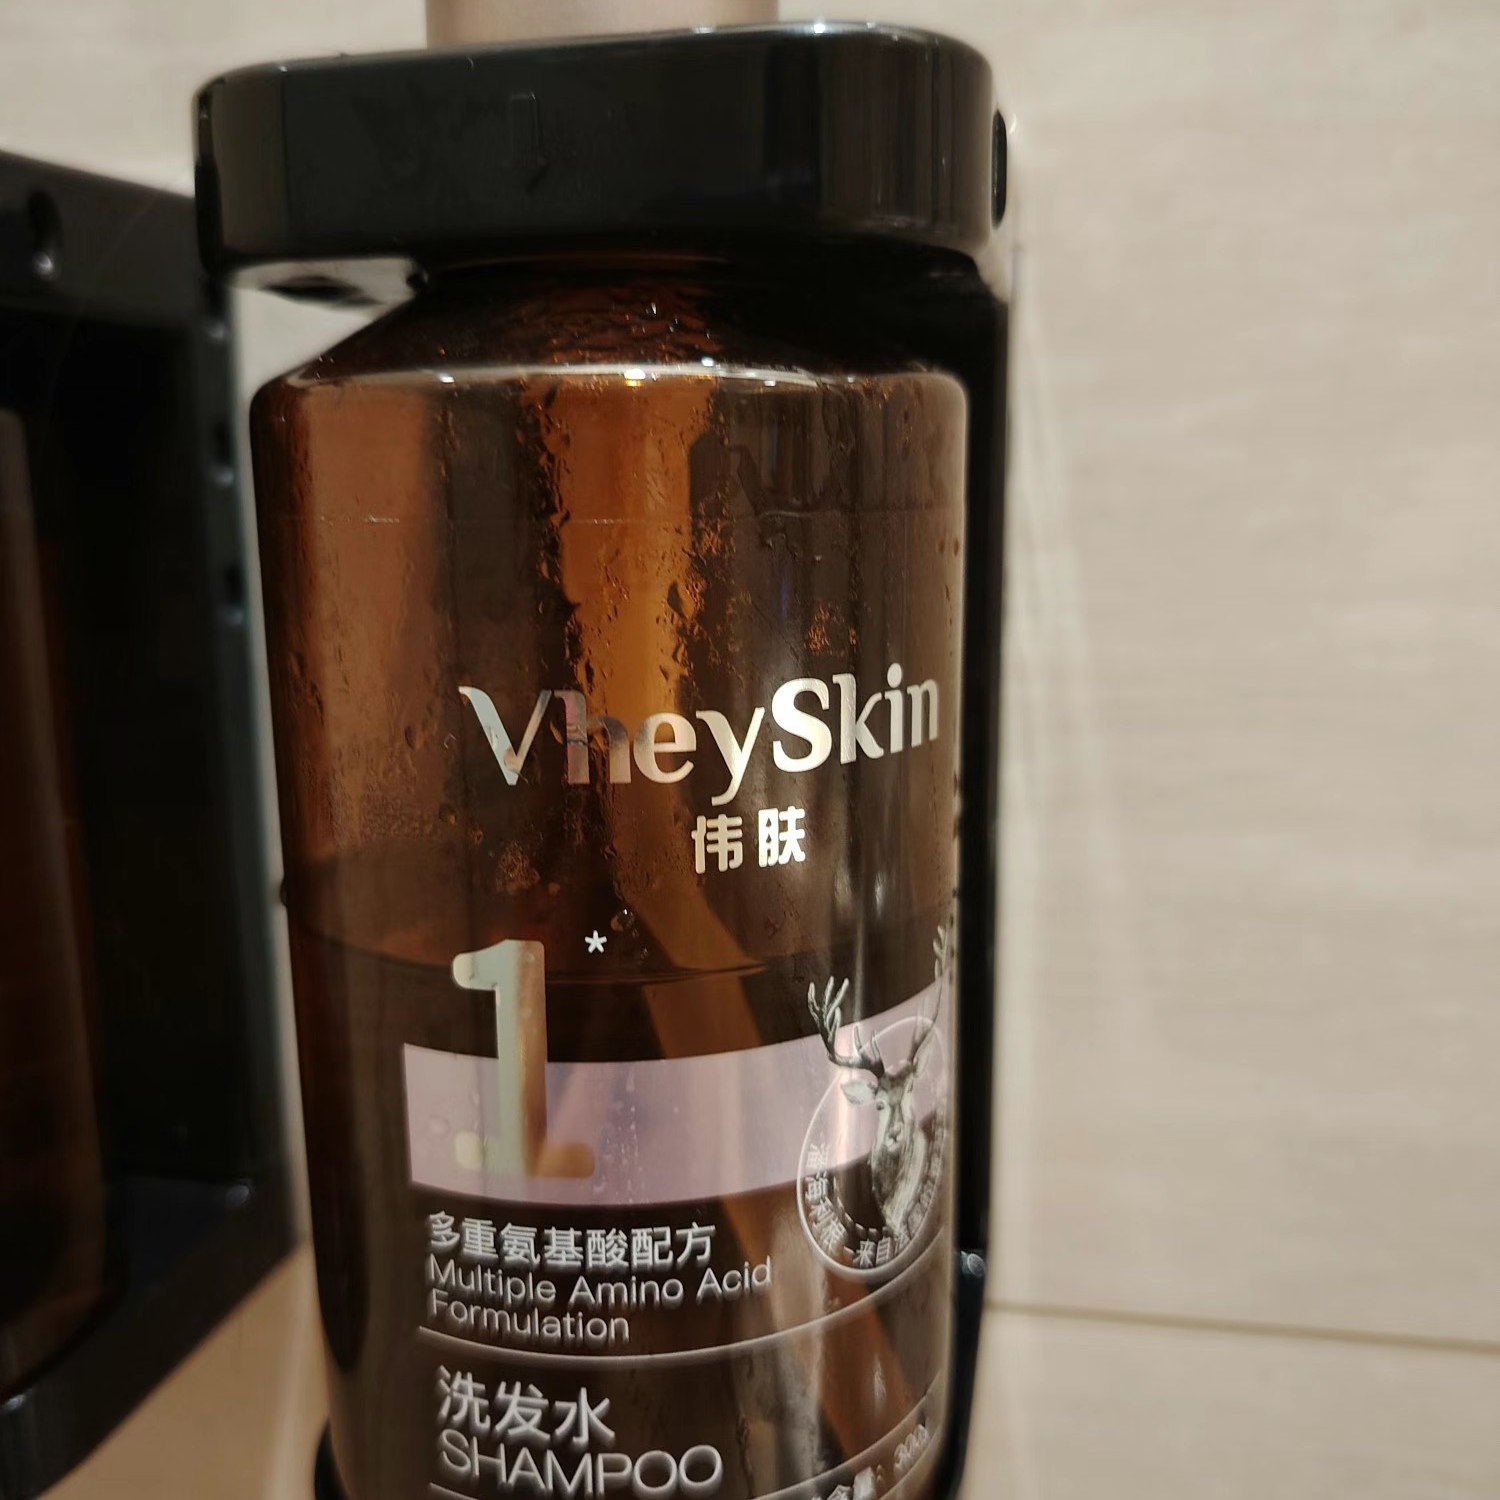 VheySkin
伟肤
1*
多重氨基酸配方
Multiple Amino Acid
Formulation
洗发水
SHAMPOO